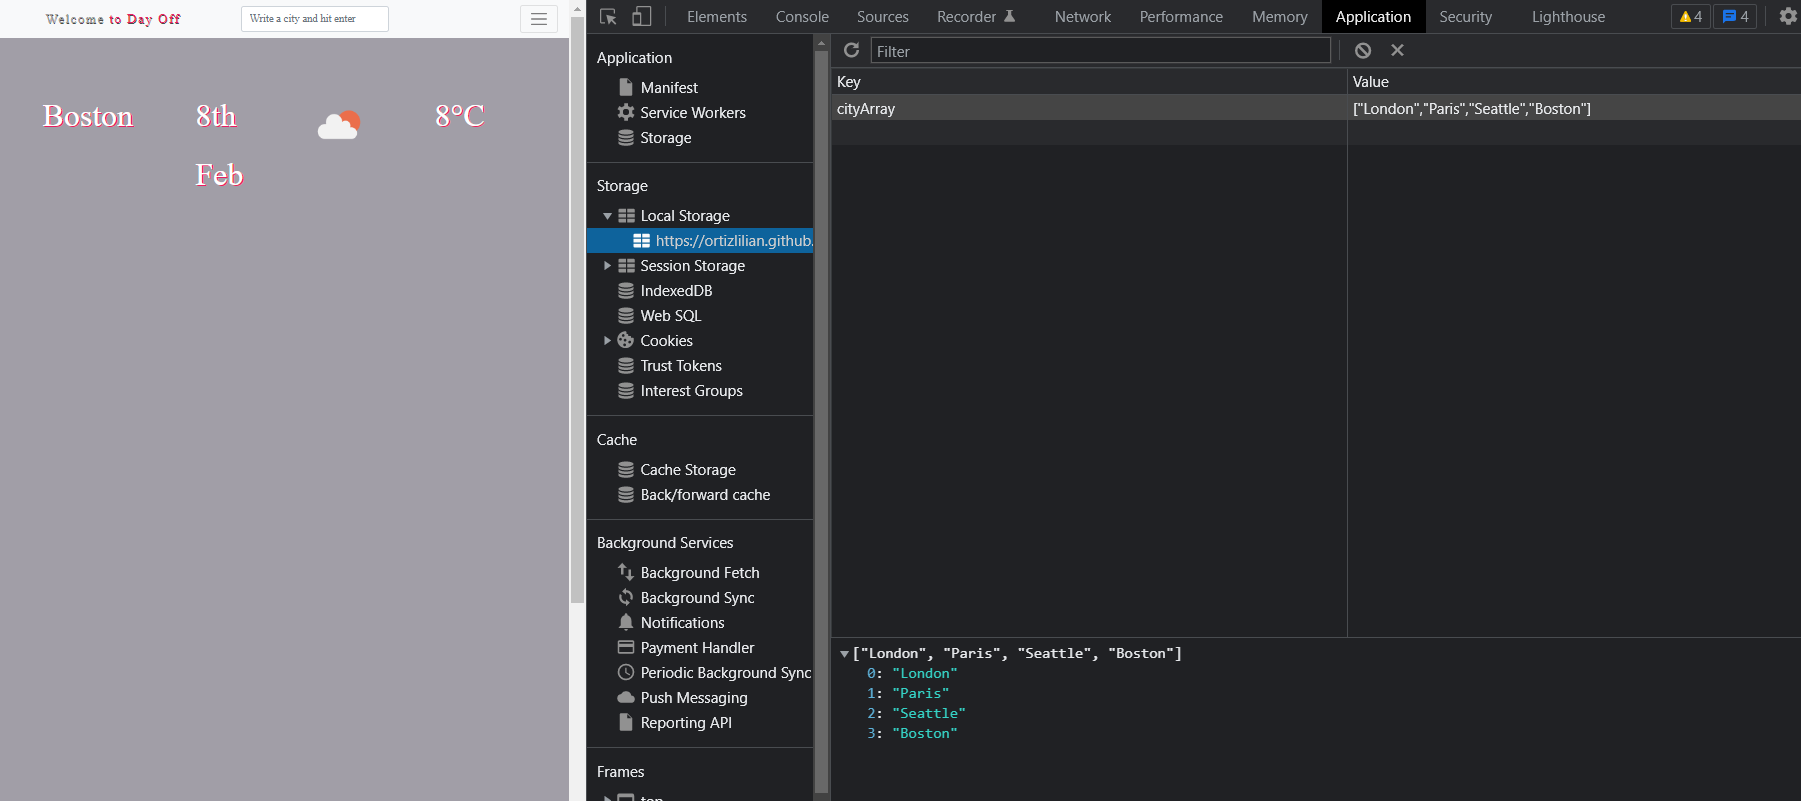 Welcome to Day Off
Write a city and hit enter
Boston
8th
Feb
8°C
Elements
Console
Sources
Recorder
Network
Performance
Memory
Application
Security
Lighthouse
4
4
Application
Manifest
Service Workers
Storage
Storage
Local Storage
https://ortizlilian.github.
Session Storage
IndexedDB
Web SQL
Cookies
Trust Tokens
Interest Groups
Cache
Cache Storage
Back/forward cache
Background Services
Background Fetch
Background Sync
Notifications
Payment Handler
Periodic Background Sync
Push Messaging
Reporting API
Frames
top
Filter
Key
Value
cityArray
["London","Paris","Seattle","Boston"]
["London", "Paris", "Seattle", "Boston"]
0: "London"
1: "Paris"
2: "Seattle"
3: "Boston"